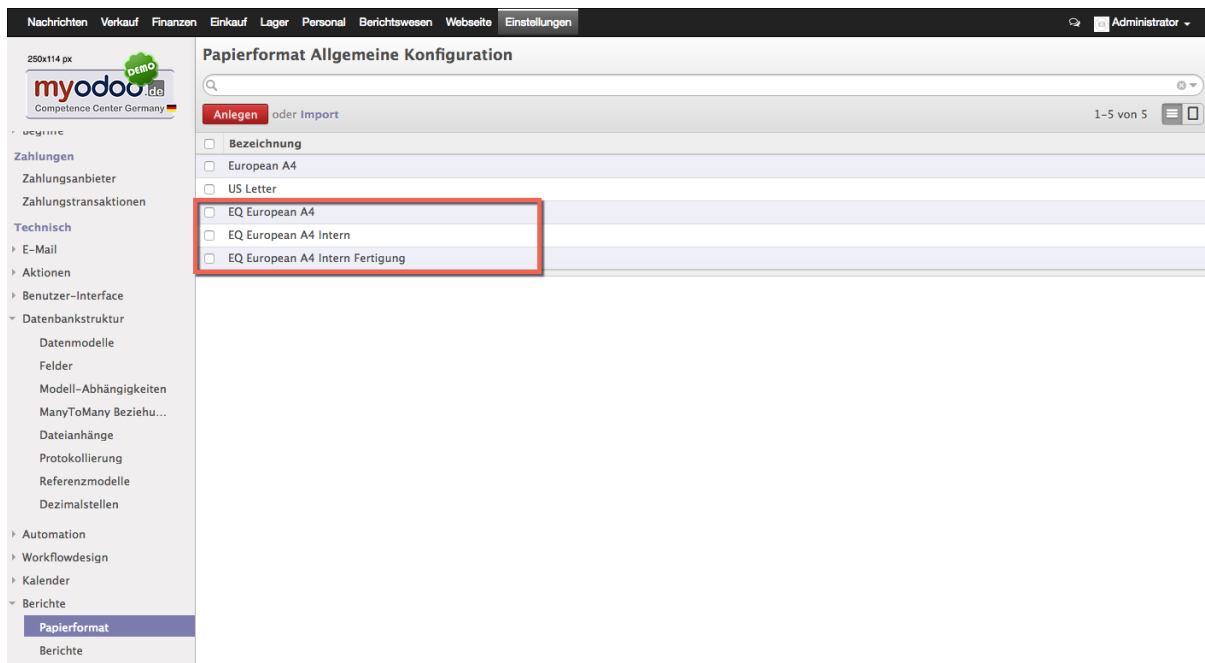 Nachrichten Verkauf Finanzen Einkauf Lager Personal Berichtswesen Webseite Einstellungen Administrator
250x114 px
DEMO
myodoo.de
Competence Center Germany
Begriffe
Zahlungen
Zahlungsanbieter
Zahlungstransaktionen
Technisch
E-Mail
Aktionen
Benutzer-Interface
Datenbankstruktur
Datenmodelle
Felder
Modell-Abhängigkeiten
ManyToMany Beziehu...
Dateianhänge
Protokollierung
Referenzmodelle
Dezimalstellen
Automation
Workflowdesign
Kalender
Berichte
Papierformat
Berichte
Papierformat Allgemeine Konfiguration
Anlegen oder Import 1-5 von 5
Bezeichnung
European A4
US Letter
EQ European A4
EQ European A4 Intern
EQ European A4 Intern Fertigung